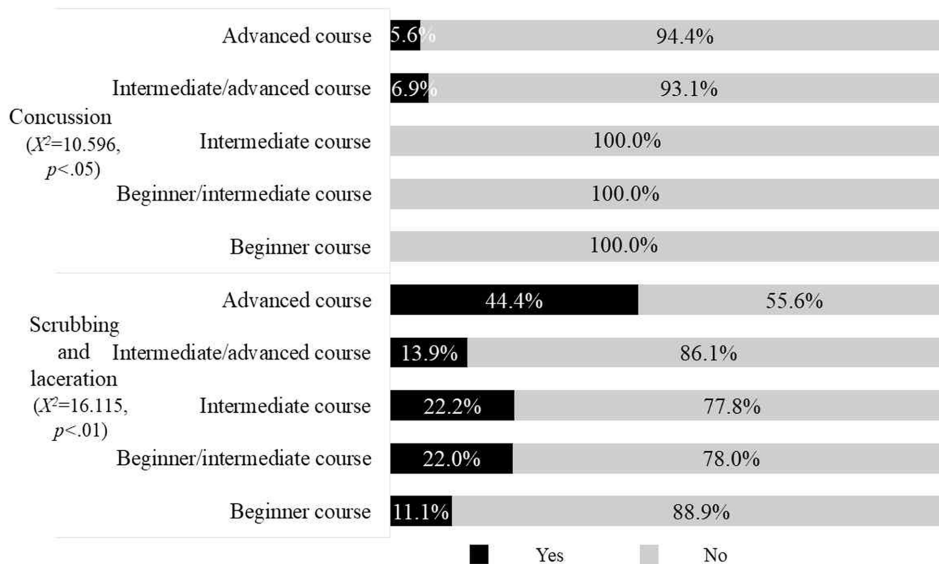 Advanced course 5.6% 94.4%
Intermediate/advanced course 6.9% 93.1%
Concussion
(X²=10.596,
p<.05)
Intermediate course 100.0%
Beginner/intermediate course 100.0%
Beginner course 100.0%
Advanced course 44.4% 55.6%
Scrubbing
and
laceration
(X²=16.115,
p<.01)
Intermediate/advanced course 13.9% 86.1%
Intermediate course 22.2% 77.8%
Beginner/intermediate course 22.0% 78.0%
Beginner course 11.1% 88.9%
Yes No